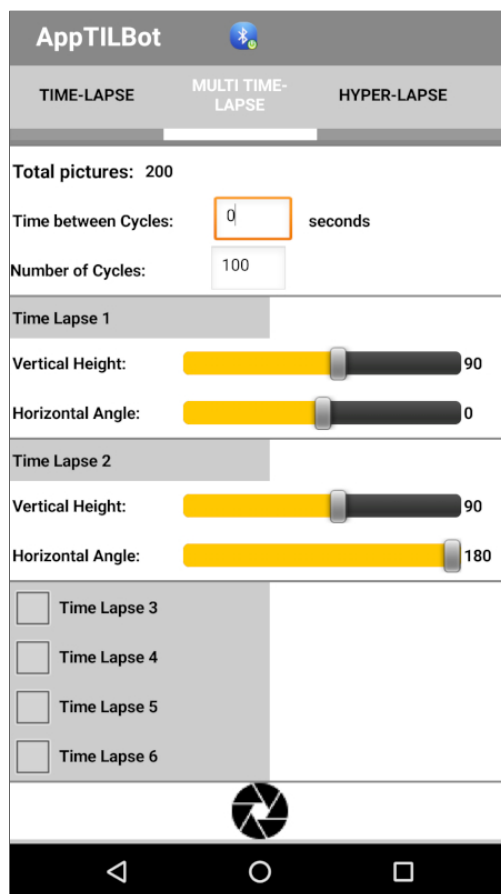 AppTILBot
TIME-LAPSE
MULTI TIME-
LAPSE
HYPER-LAPSE
Total pictures: 200
Time between Cycles: 0 seconds
Number of Cycles: 100
Time Lapse 1
Vertical Height: 90
Horizontal Angle: 0
Time Lapse 2
Vertical Height: 90
Horizontal Angle: 180
Time Lapse 3
Time Lapse 4
Time Lapse 5
Time Lapse 6